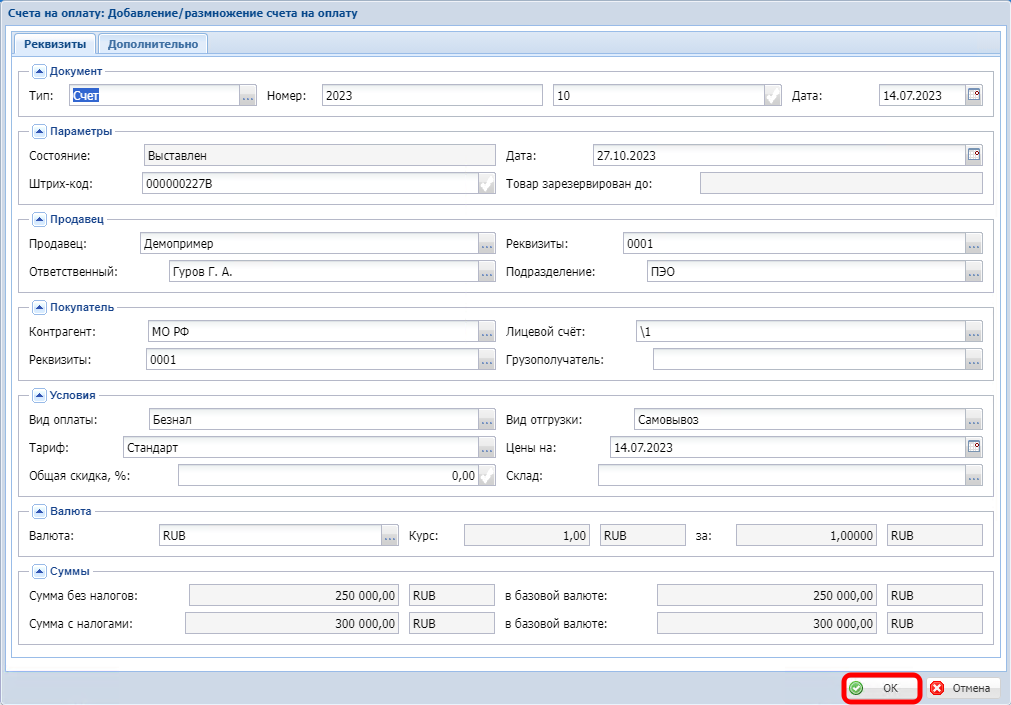 Счета на оплату: Добавление/размножение счета на оплату
Реквизиты Дополнительно
Документ
Тип: Счет ... Номер: 2023 10 Дата: 14.07.2023
Параметры
Состояние: Выставлен Дата: 27.10.2023
Штрих-код: 000000227B Товар зарезервирован до:
Продавец
Продавец: Демопример ... Реквизиты: 0001 ...
Ответственный: Гуров Г. А. ... Подразделение: ПЭО ...
Покупатель
Контрагент: МО РФ ... Лицевой счёт: \1 ...
Реквизиты: 0001 ... Грузополучатель: ...
Условия
Вид оплаты: Безнал ... Вид отгрузки: Самовывоз ...
Тариф: Стандарт ... Цены на: 14.07.2023
Общая скидка, %: 0,00 Склад: ...
Валюта
Валюта: RUB ... Курс: 1,00 RUB за: 1,00000 RUB
Суммы
Сумма без налогов: 250 000,00 RUB в базовой валюте: 250 000,00 RUB
Сумма с налогами: 300 000,00 RUB в базовой валюте: 300 000,00 RUB
ОК Отмена